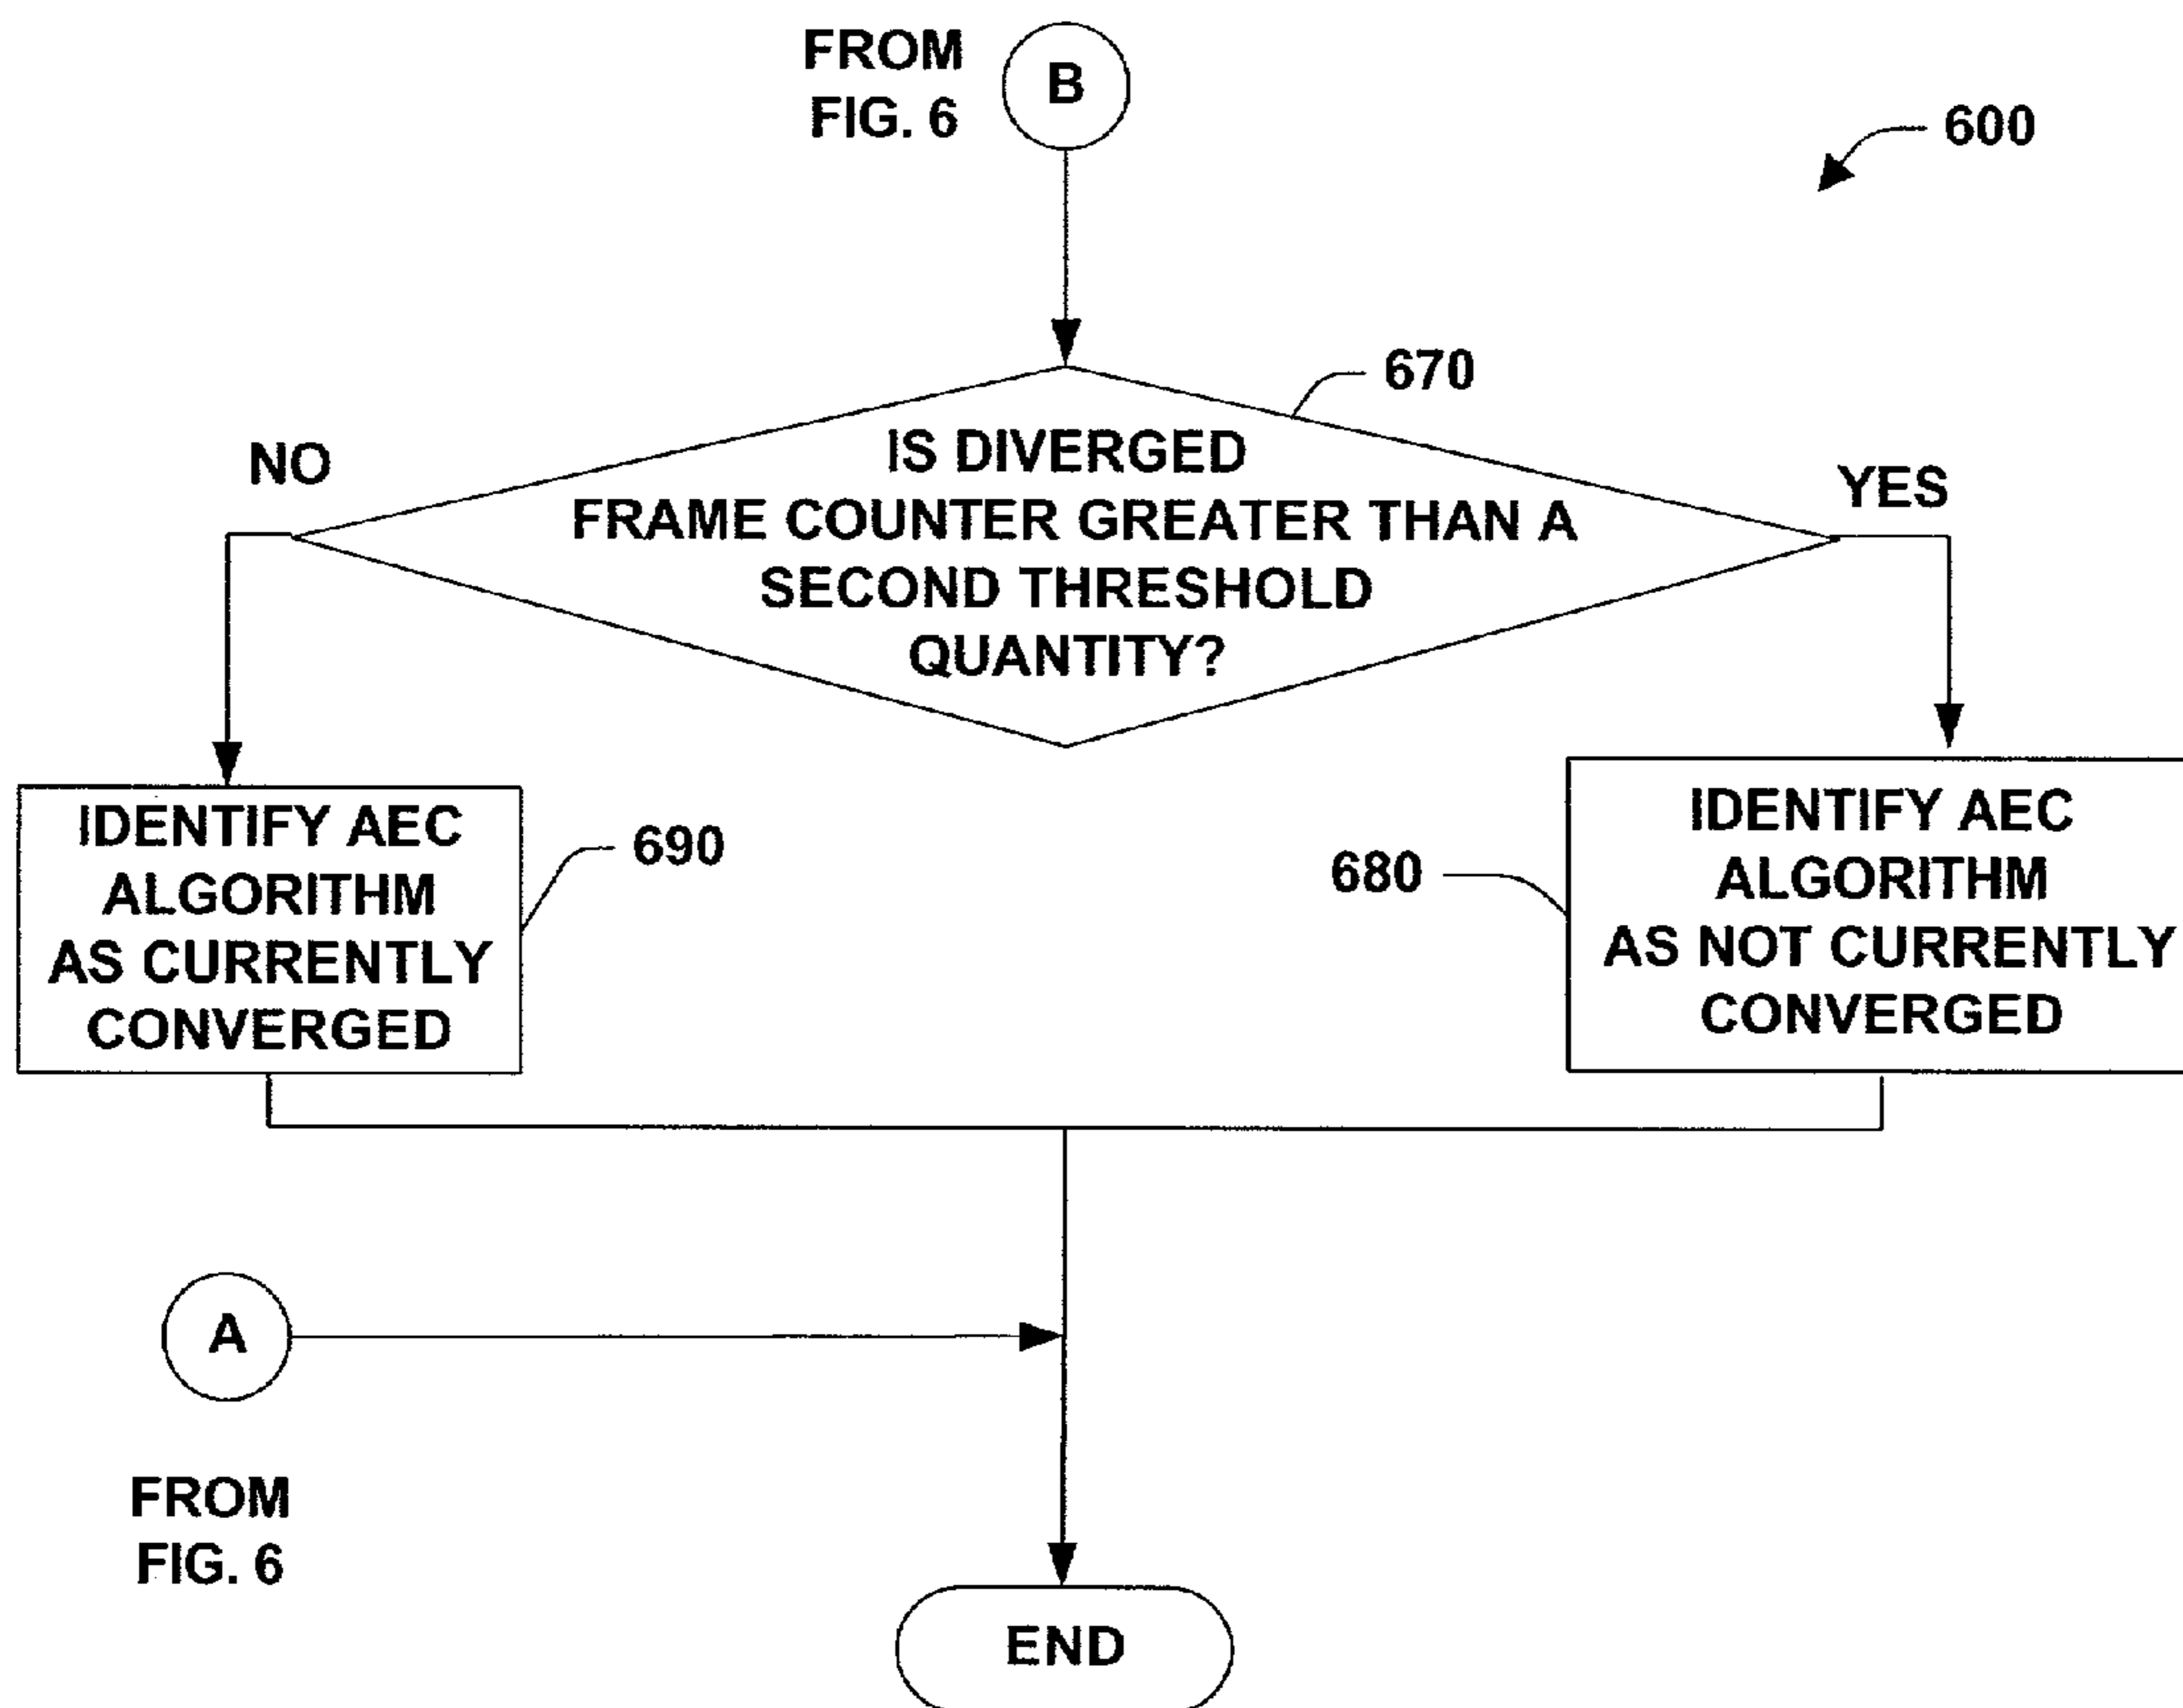 FROM
FIG. 6
B
600
670
IS DIVERGED
FRAME COUNTER GREATER THAN A
SECOND THRESHOLD
QUANTITY?
NO
YES
IDENTIFY AEC
ALGORITHM
AS CURRENTLY
CONVERGED
690
680
IDENTIFY AEC
ALGORITHM
AS NOT CURRENTLY
CONVERGED
A
FROM
FIG. 6
END